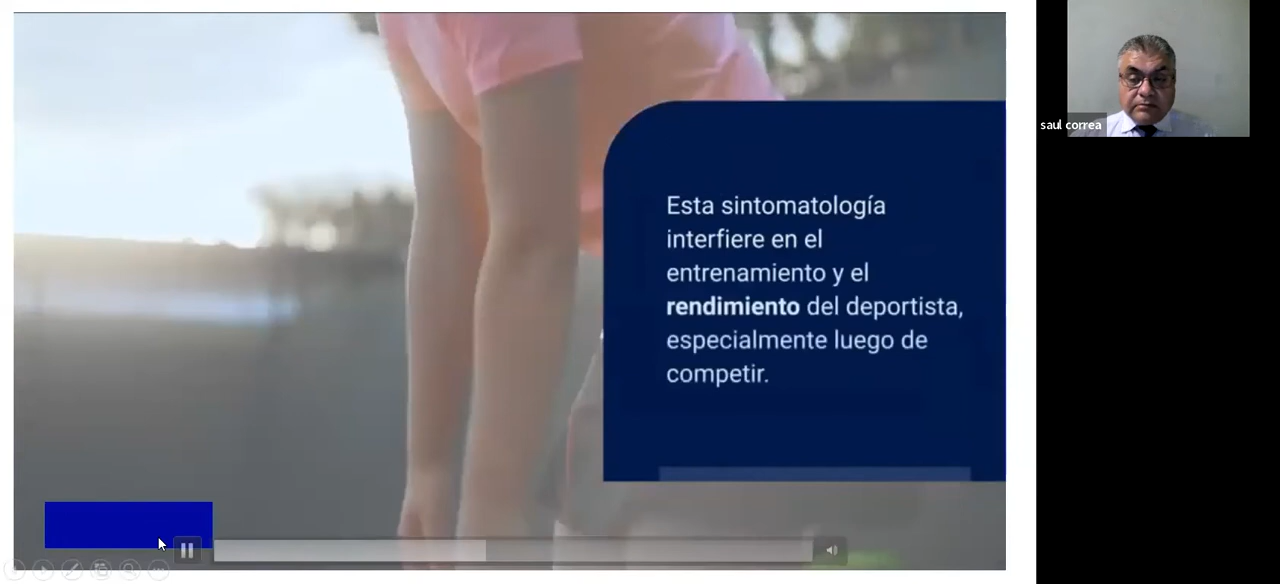 Esta sintomatología
interfiere en el
entrenamiento y el
rendimiento del deportista,
especialmente luego de
competir.
saul correa